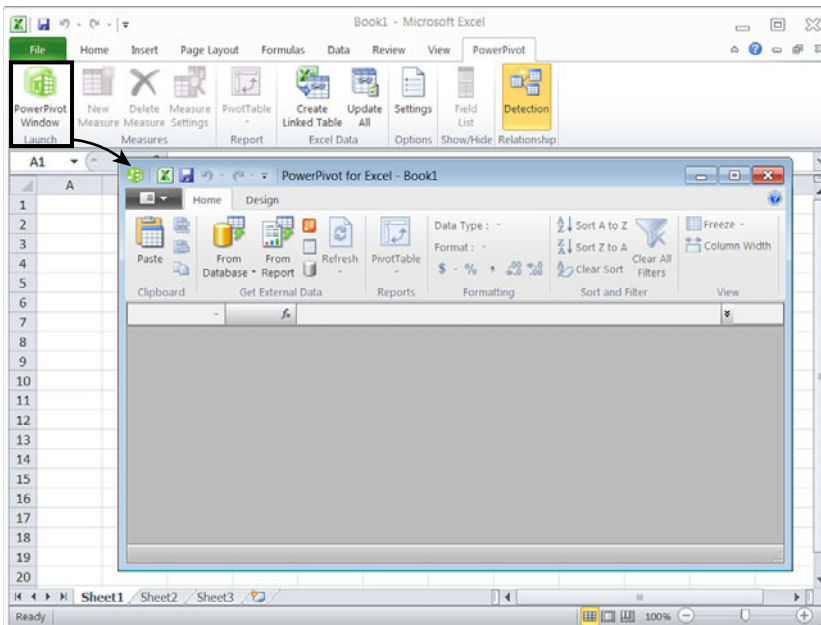 Book1 - Microsoft Excel
File Home Insert Page Layout Formulas Data Review View PowerPivot
PowerPivot Window
New Measure
Delete Measure
Measure Settings
PivotTable
Create Linked Table
Update All
Settings
Field List
Detection
Launch Measures Report Excel Data Options Show/Hide Relationship
A1
A
PowerPivot for Excel - Book1
Home Design
Paste
From Database
From Report
Refresh
PivotTable
Data Type :
Format :
$ - % ,
Sort A to Z
Sort Z to A
Clear Sort
Clear All Filters
Freeze
Column Width
Clipboard Get External Data Reports Formatting Sort and Filter View
fx
1
2
3
4
5
6
7
8
9
10
11
12
13
14
15
16
17
18
19
20
Sheet1 Sheet2 Sheet3
Ready 100%